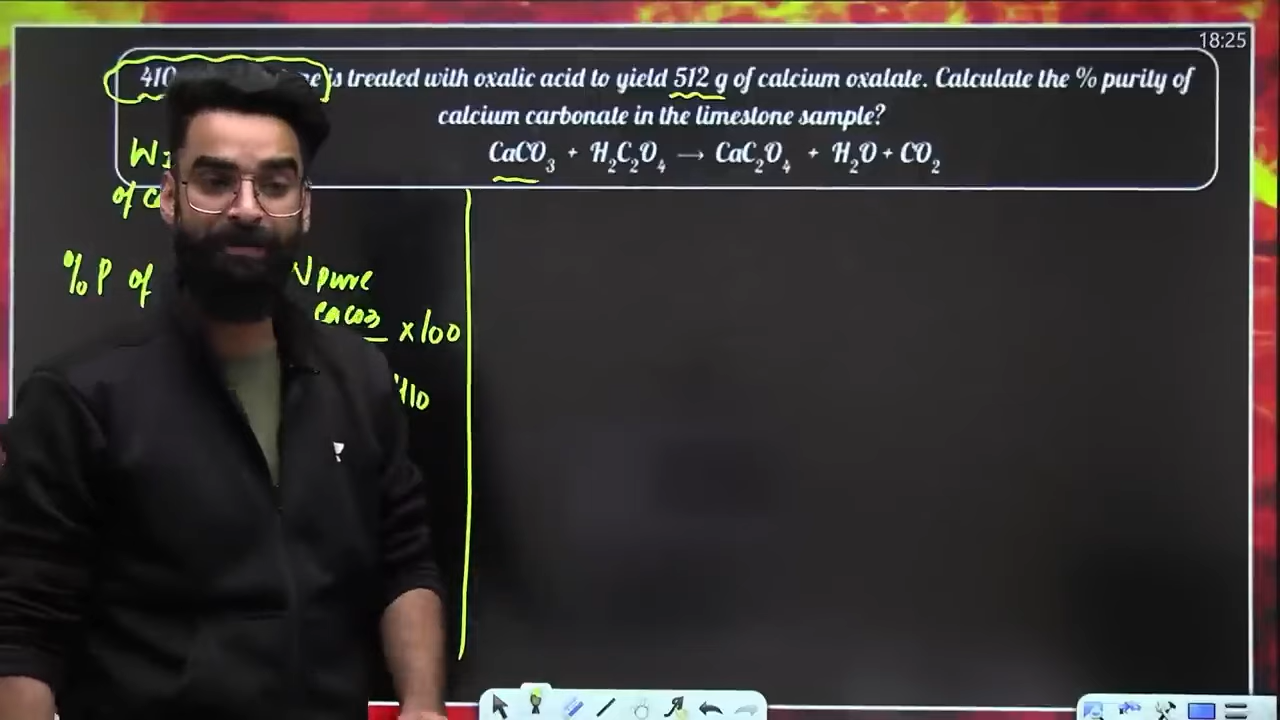 18:25
410 is treated with oxalic acid to yield 512 g of calcium oxalate. Calculate the % purity of
calcium carbonate in the limestone sample?
CaCO₃ + H₂C₂O₄ → CaC₂O₄ + H₂O + CO₂
of
% P of pure
CaCO3 × 100
410